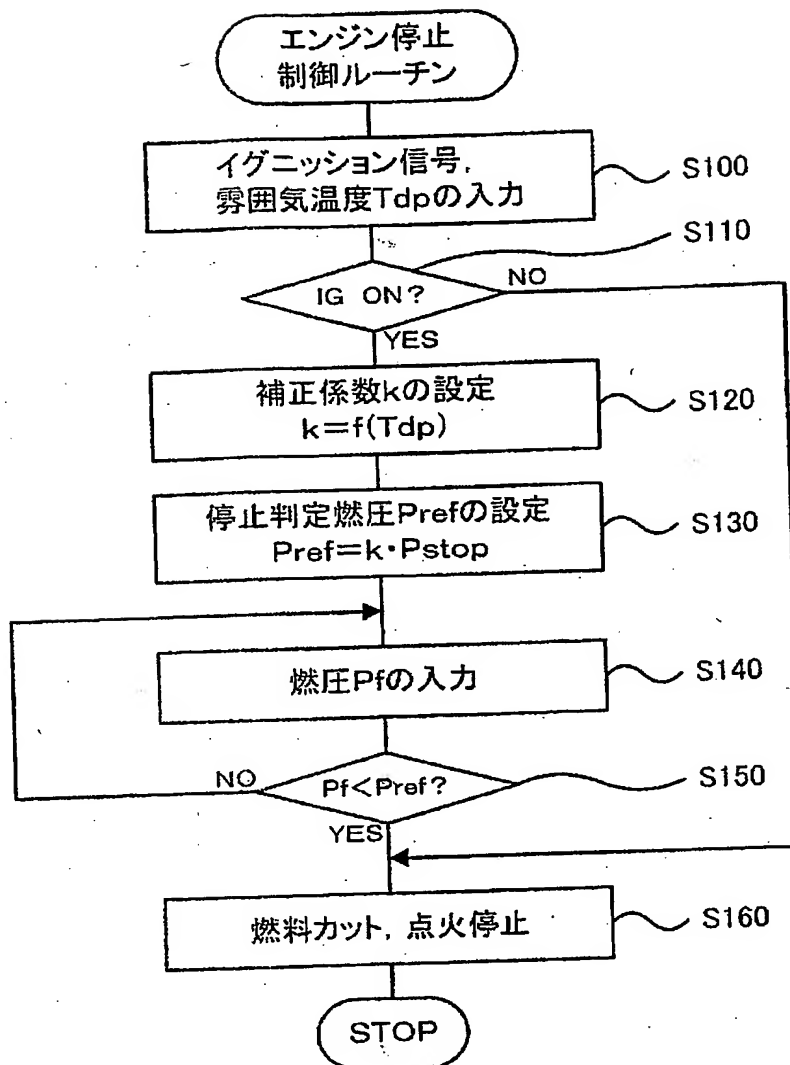 エンジン停止
制御ルーチン
イグニッション信号,
雰囲気温度Tdpの入力
S100
S110
IG ON?
NO
YES
補正係数kの設定
k=f(Tdp)
S120
停止判定燃圧Prefの設定
Pref=k・Pstop
S130
燃圧Pfの入力
S140
NO
Pf<Pref?
S150
YES
燃料カット, 点火停止
S160
STOP